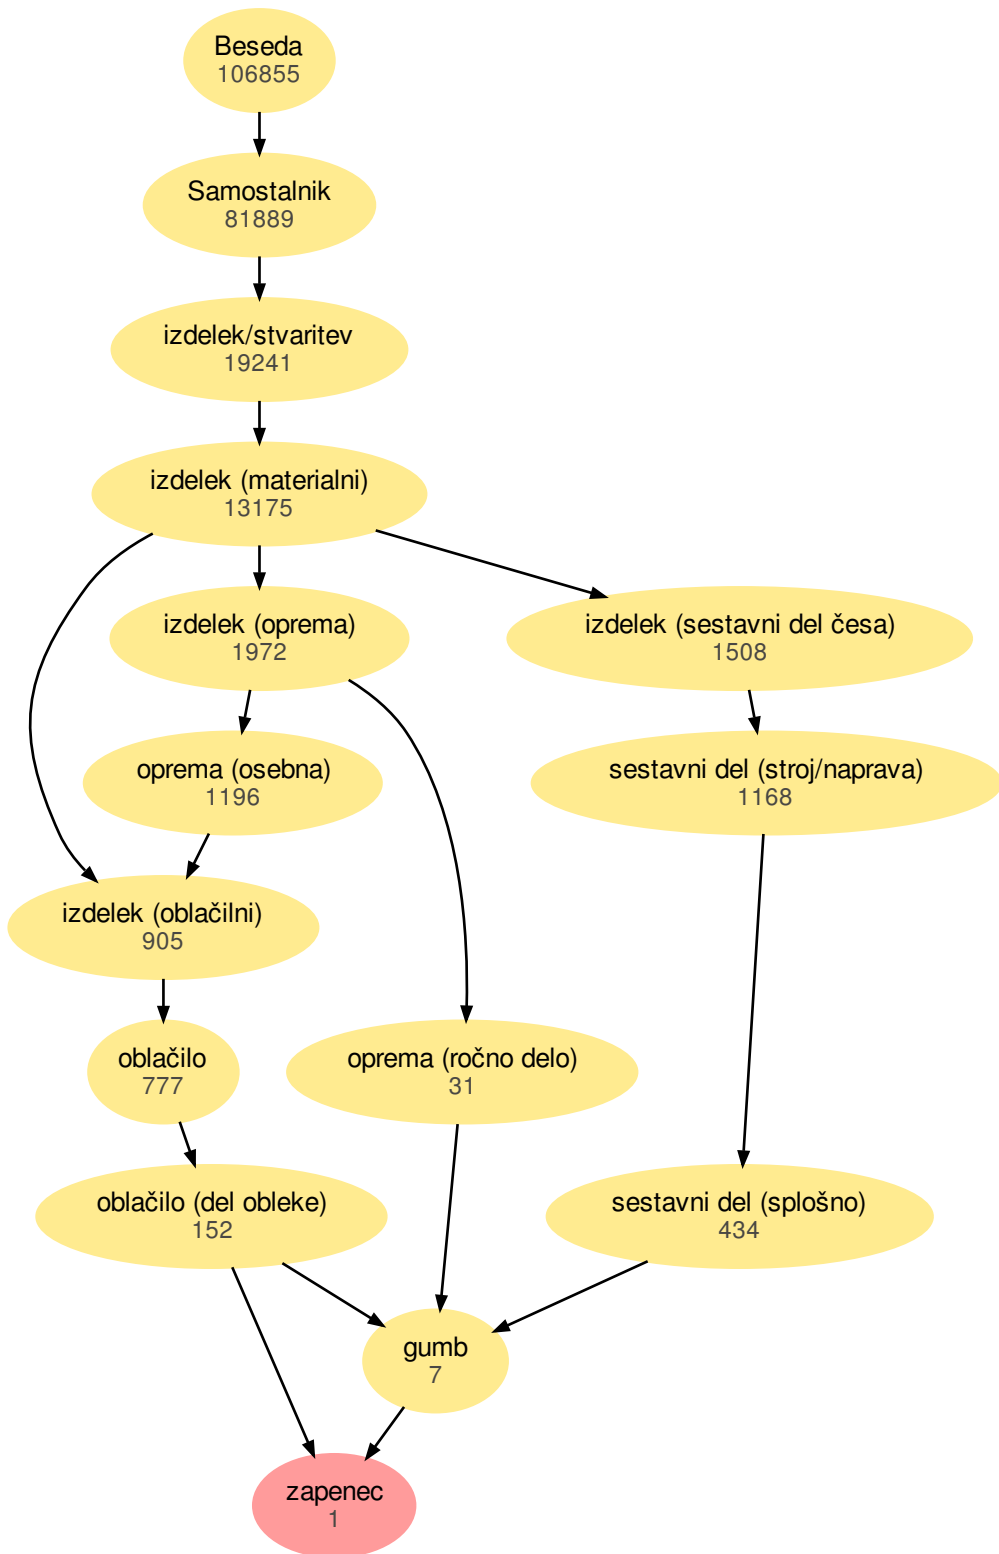 Beseda
106855
Samostalnik
81889
izdelek/stvaritev
19241
izdelek (materialni)
13175
izdelek (oprema)
1972
izdelek (sestavni del česa)
1508
oprema (osebna)
1196
sestavni del (stroj/naprava)
1168
izdelek (oblačilni)
905
oblačilo
777
oprema (ročno delo)
31
oblačilo (del obleke)
152
sestavni del (splošno)
434
gumb
7
zapenec
1